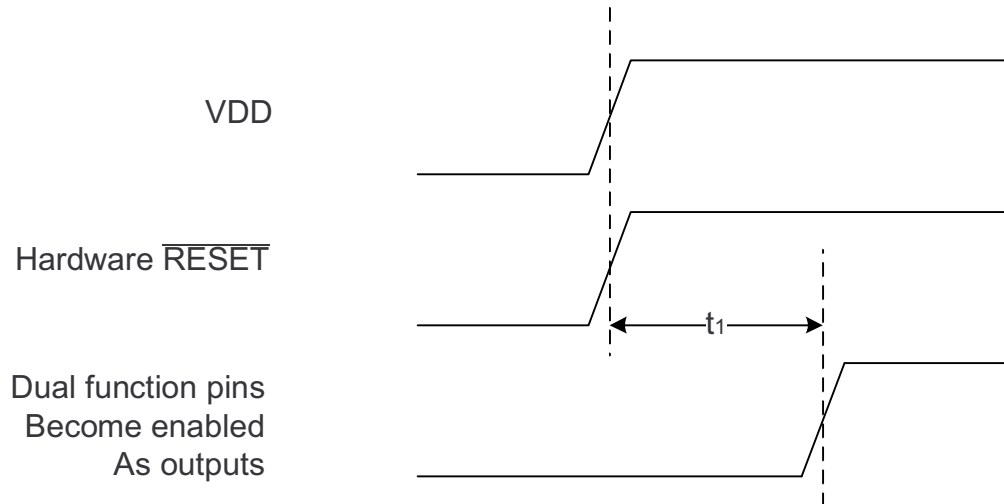 VDD
Hardware RESET
t1
Dual function pins
Become enabled
As outputs